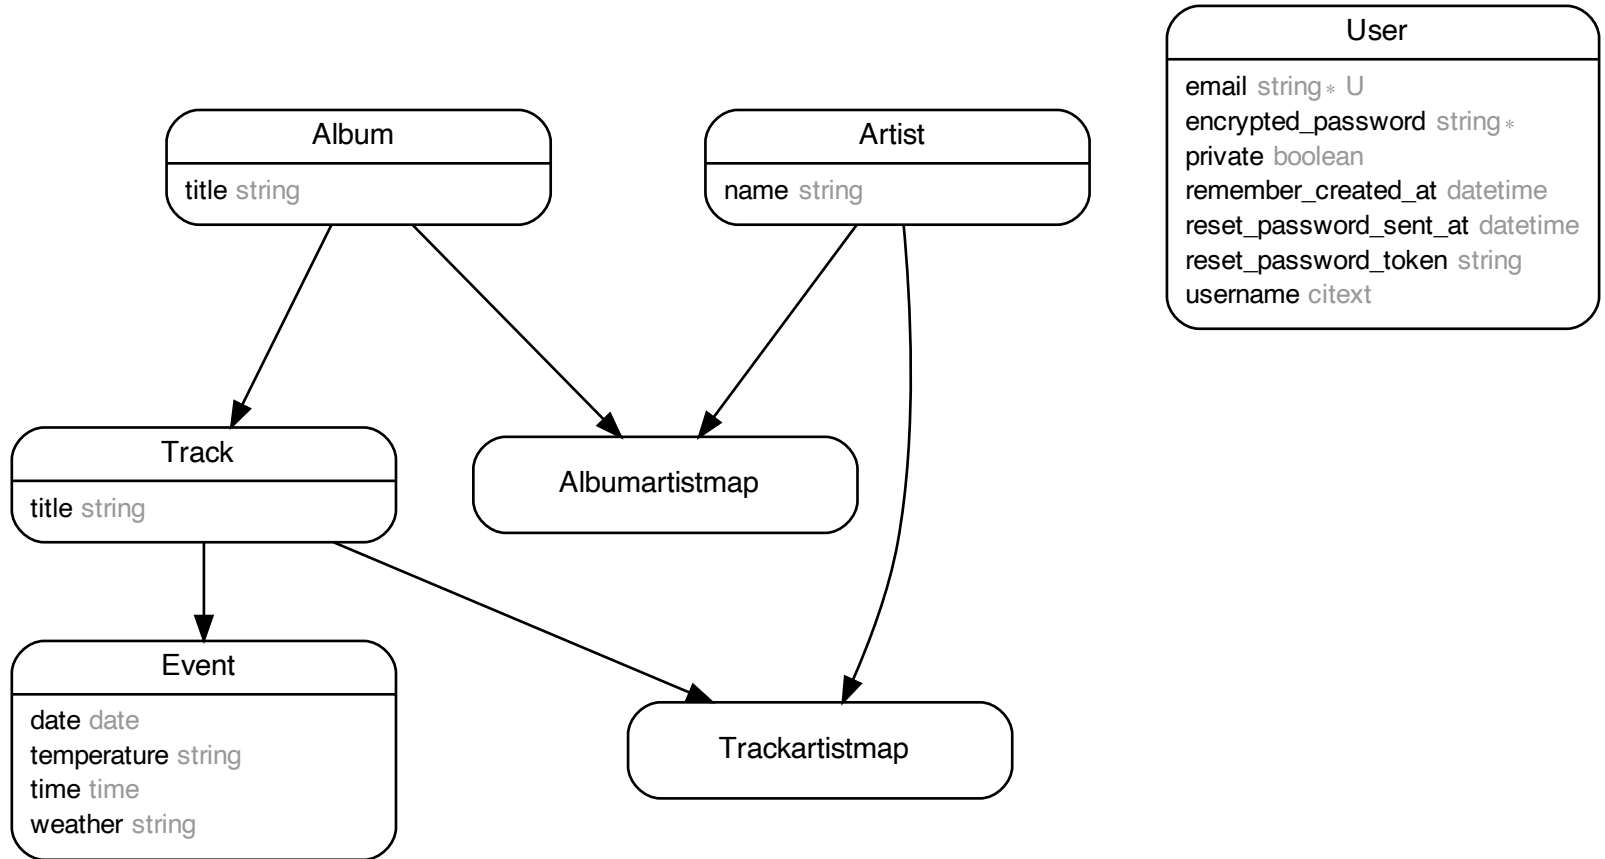 User
email string* U
encrypted_password string*
private boolean
remember_created_at datetime
reset_password_sent_at datetime
reset_password_token string
username citext
Album
title string
Artist
name string
Track
title string
Albumartistmap
Event
date date
temperature string
time time
weather string
Trackartistmap